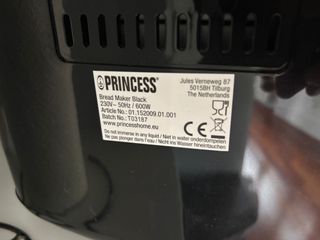 PRINCESS®
Jules Verneweg 87
5015BH Tilburg
The Netherlands
Bread Maker Black
230V~ 50Hz / 600W
Article No.: 01.152009.01.001
Batch No.: T03187
www.princesshome.eu
CE
Do not immerse in any liquid / Niet in water onderdompelen
Ne pas plonger dans l'eau / Nicht ins Wasser hineintauchen